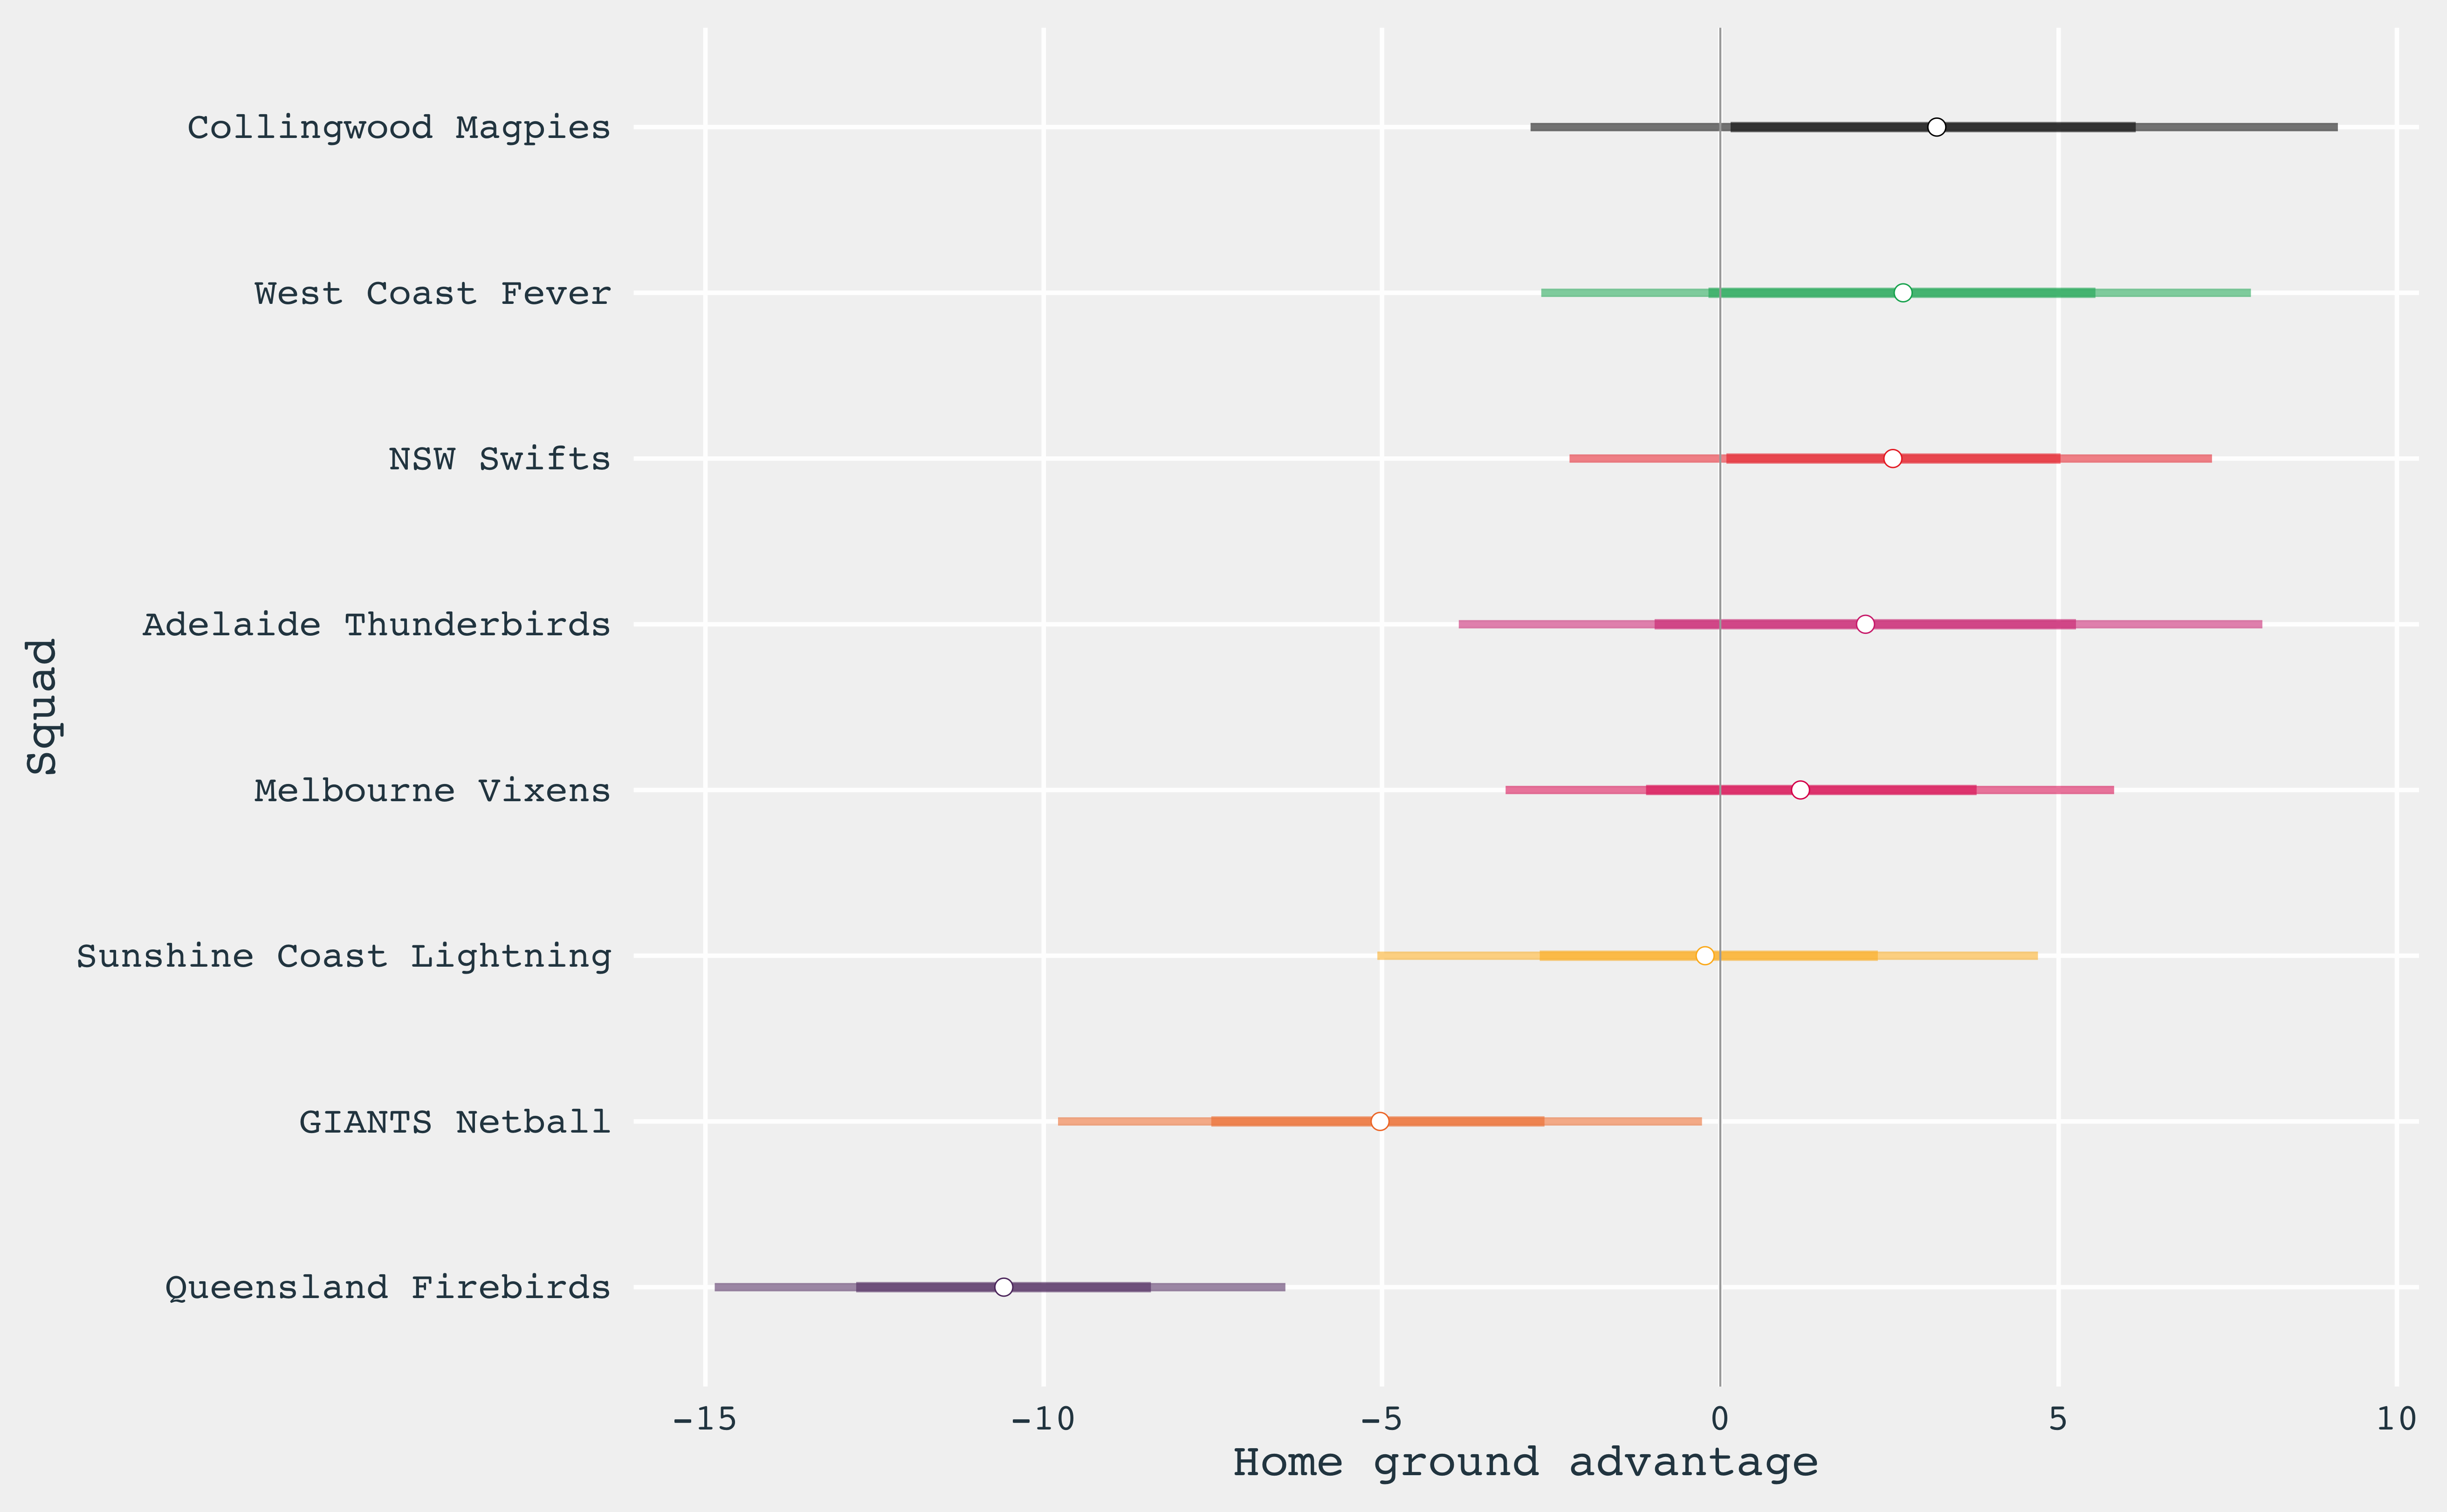 Squad
Collingwood Magpies
West Coast Fever
NSW Swifts
Adelaide Thunderbirds
Melbourne Vixens
Sunshine Coast Lightning
GIANTS Netball
Queensland Firebirds
-15 -10 -5 0 5 10
Home ground advantage